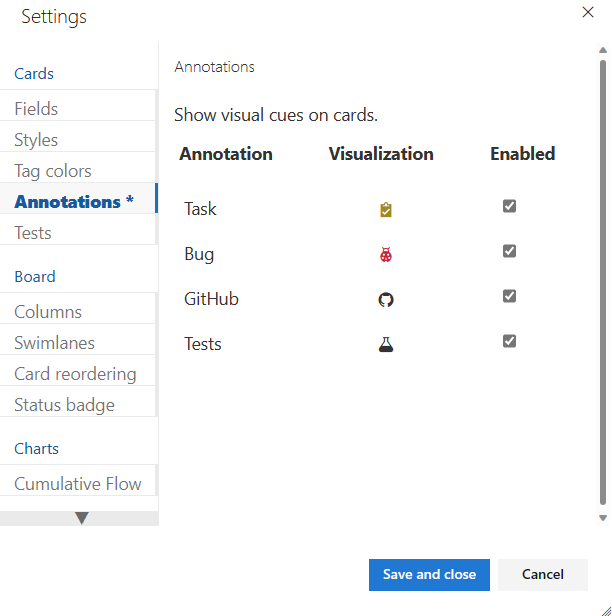 Settings
Cards
Fields
Styles
Tag colors
Annotations *
Tests
Board
Columns
Swimlanes
Card reordering
Status badge
Charts
Cumulative Flow
Annotations
Show visual cues on cards.
Annotation Visualization Enabled
Task
Bug
GitHub
Tests
Save and close Cancel